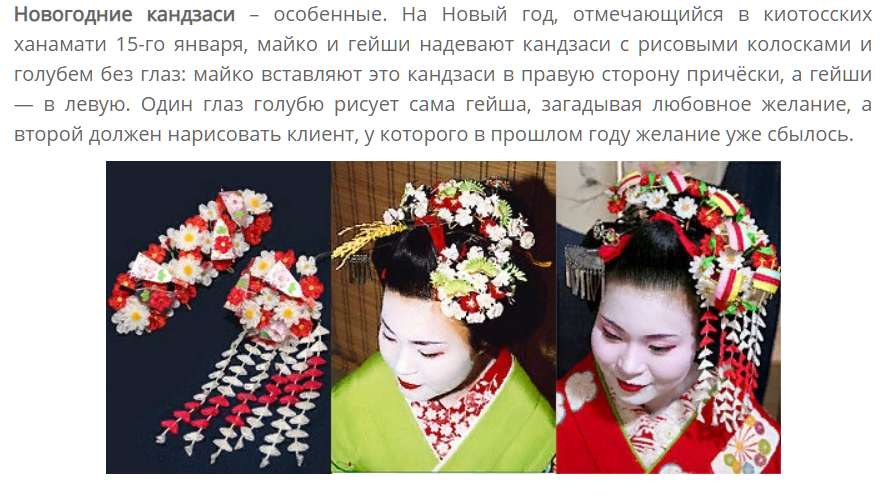 Новогодние кандзаси – особенные. На Новый год, отмечающийся в киотосских
ханамати 15-го января, майко и гейши надевают кандзаси с рисовыми колосками и
голубем без глаз: майко вставляют это кандзаси в правую сторону причёски, а гейши
— в левую. Один глаз голубю рисует сама гейша, загадывая любовное желание, а
второй должен нарисовать клиент, у которого в прошлом году желание уже сбылось.